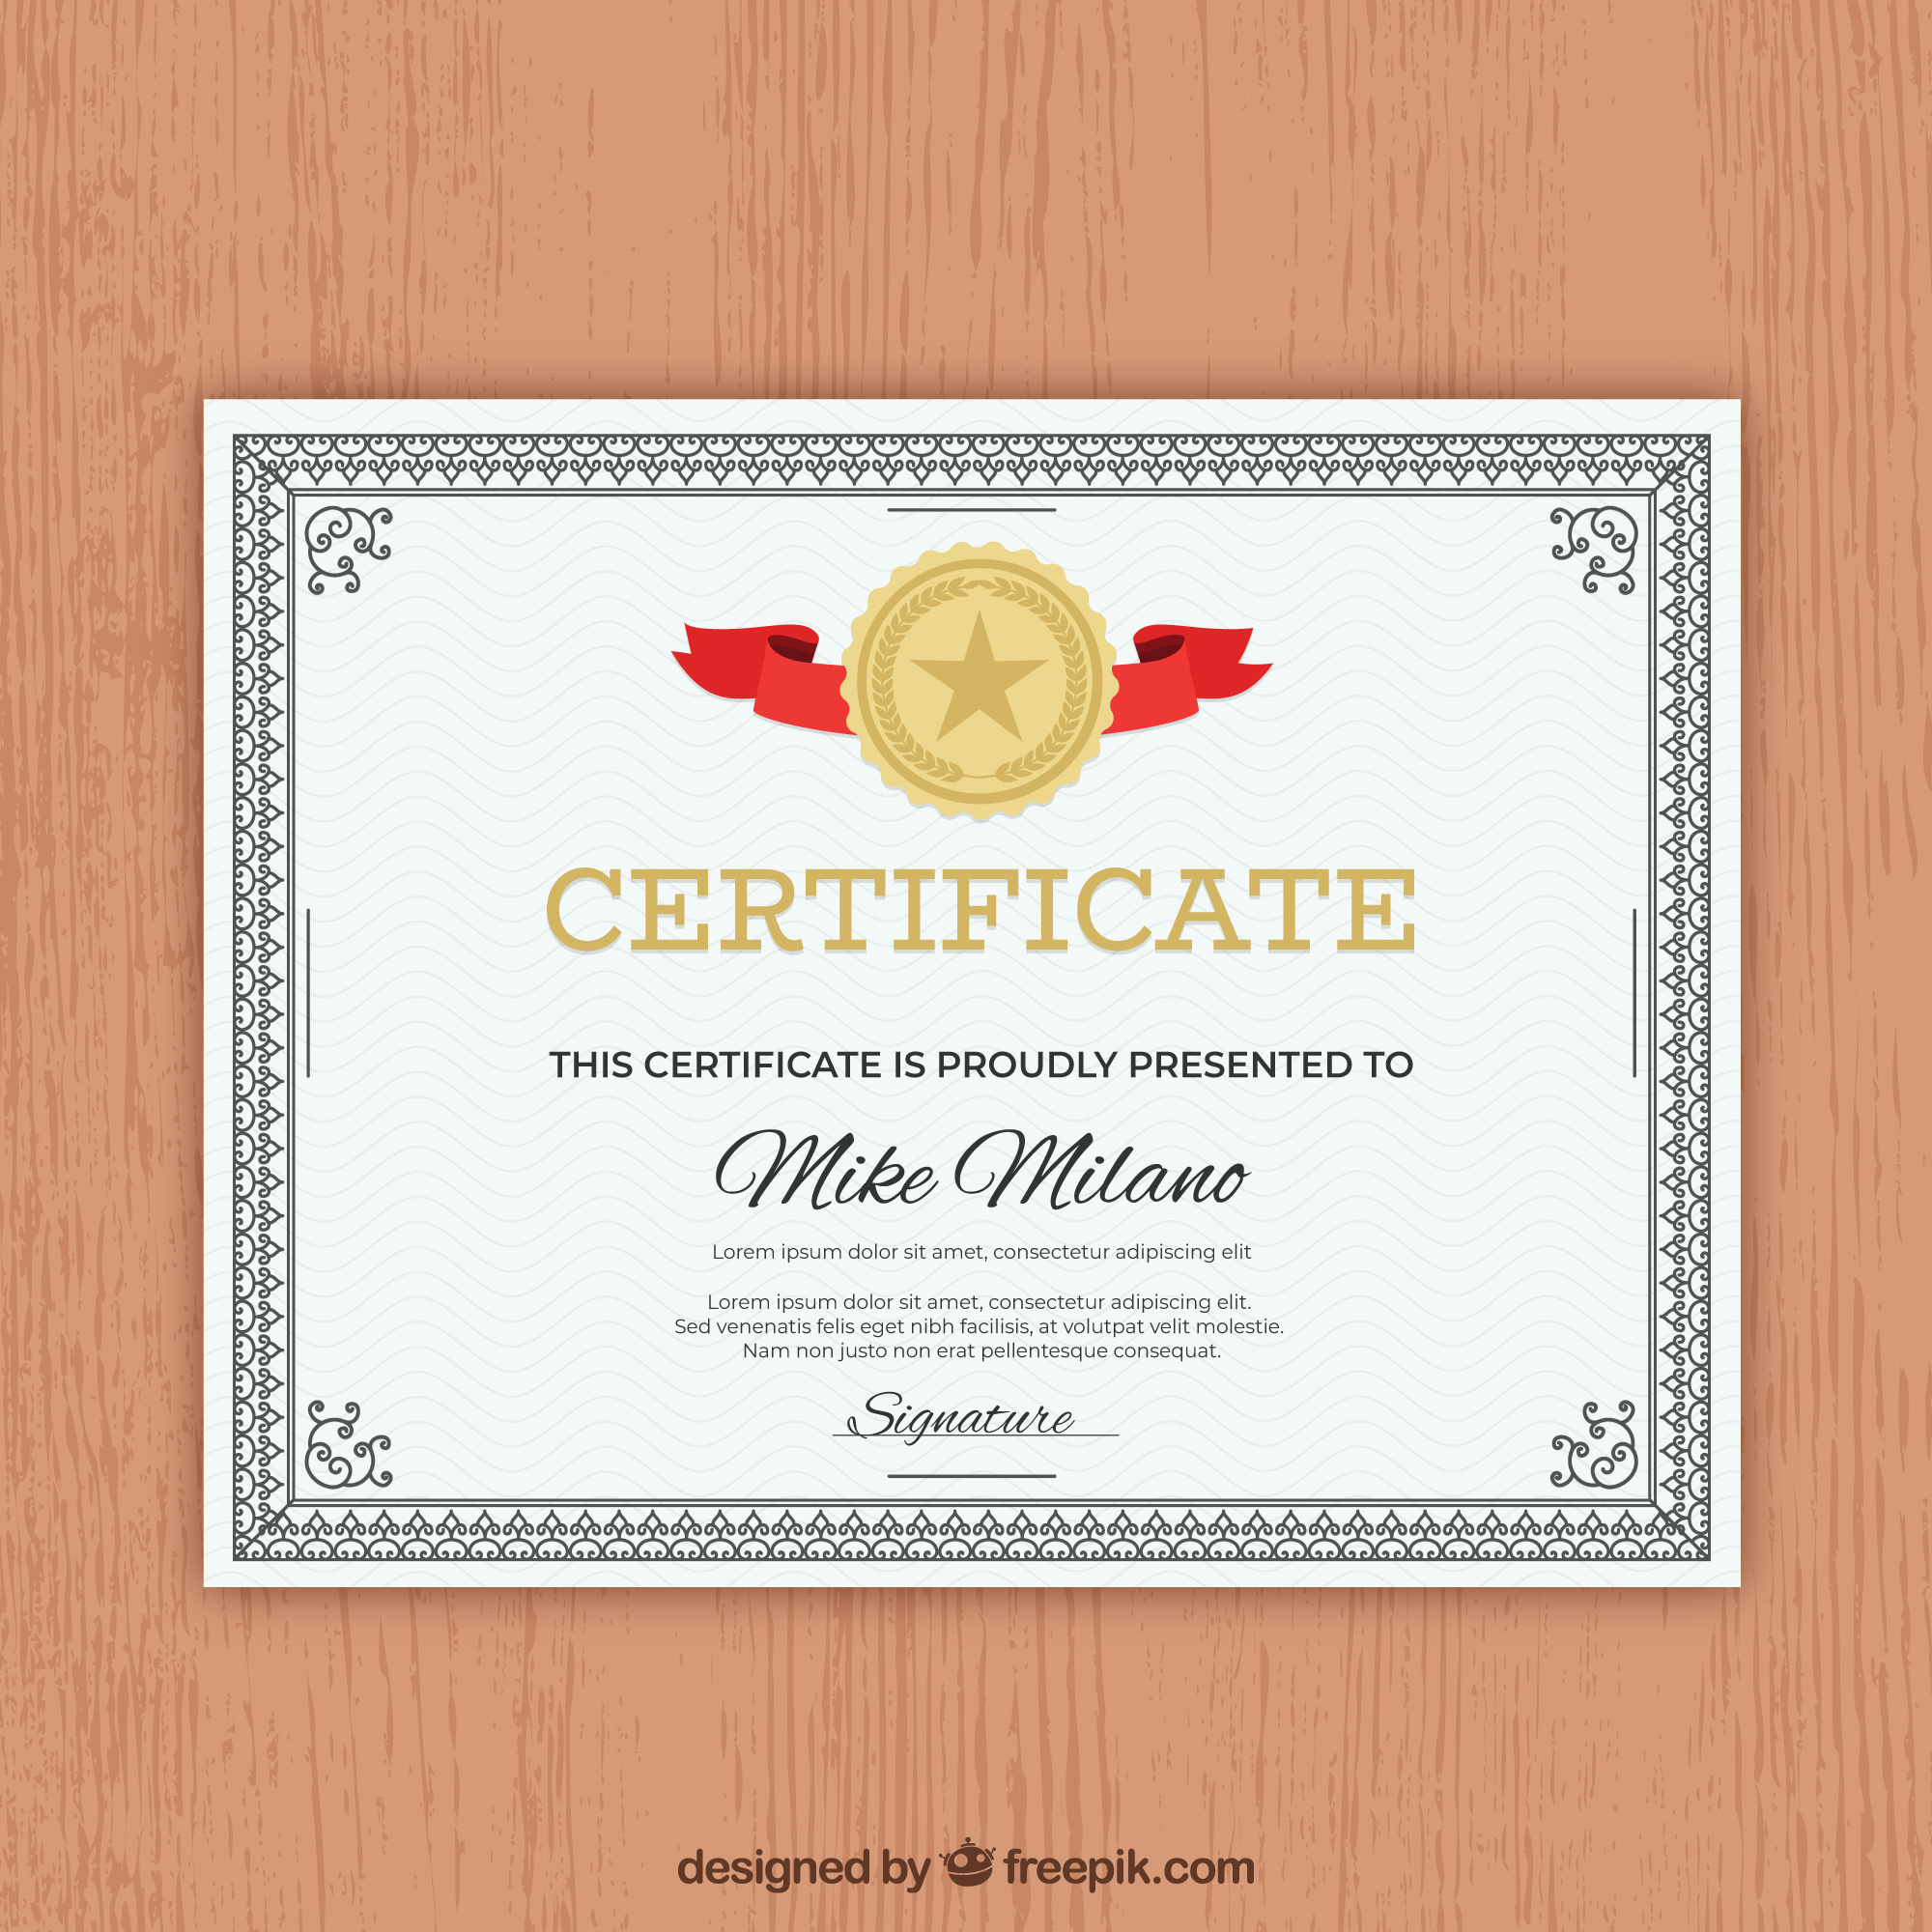 CERTIFICATE
THIS CERTIFICATE IS PROUDLY PRESENTED TO
Mike Milano
Lorem ipsum dolor sit amet, consectetur adipiscing elit
Lorem ipsum dolor sit amet, consectetur adipiscing elit.
Sed venenatis felis eget nibh facilisis, at volutpat velit molestie.
Nam non justo non erat pellentesque consequat.
Signature
designed by freepik.com